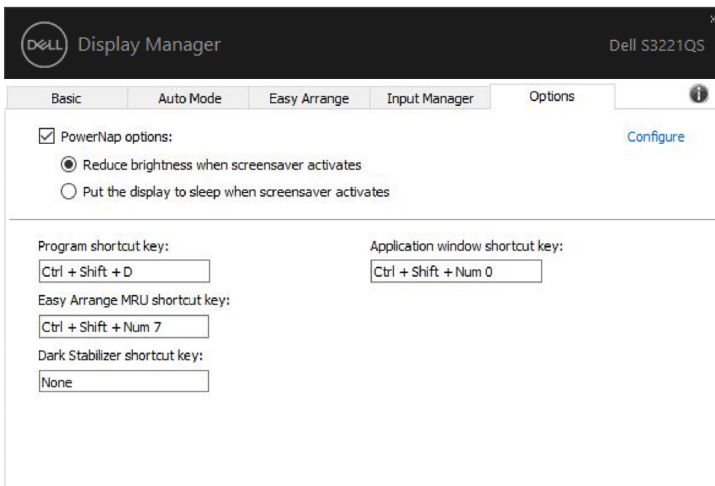 DELL Display Manager
Dell S3221QS
Basic Auto Mode Easy Arrange Input Manager Options
PowerNap options:
Configure
Reduce brightness when screensaver activates
Put the display to sleep when screensaver activates
Program shortcut key:
Application window shortcut key:
Ctrl + Shift + D
Ctrl + Shift + Num 0
Easy Arrange MRU shortcut key:
Ctrl + Shift + Num 7
Dark Stabilizer shortcut key:
None